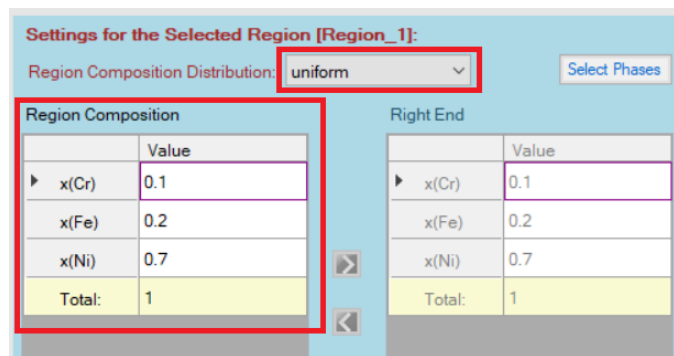 Settings for the Selected Region [Region_1]:
Region Composition Distribution: uniform Select Phases
Region Composition Right End
Value Value
x(Cr) 0.1 x(Cr) 0.1
x(Fe) 0.2 x(Fe) 0.2
x(Ni) 0.7 x(Ni) 0.7
Total: 1 Total: 1